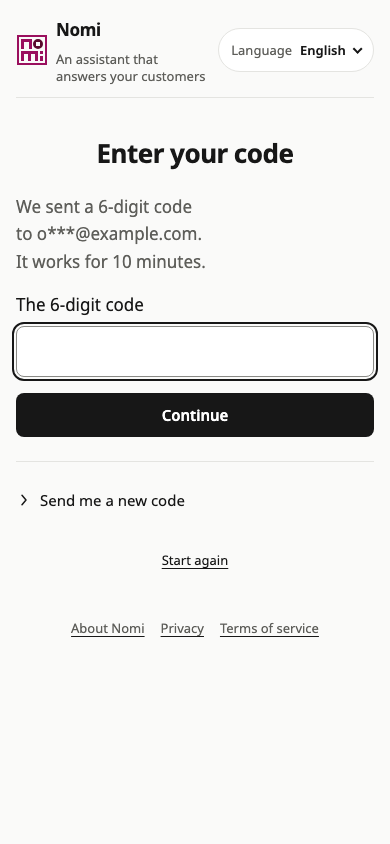 Nomi
An assistant that
answers your customers
Language English
Enter your code
We sent a 6-digit code
to o***@example.com.
It works for 10 minutes.
The 6-digit code
Continue
Send me a new code
Start again
About Nomi Privacy Terms of service